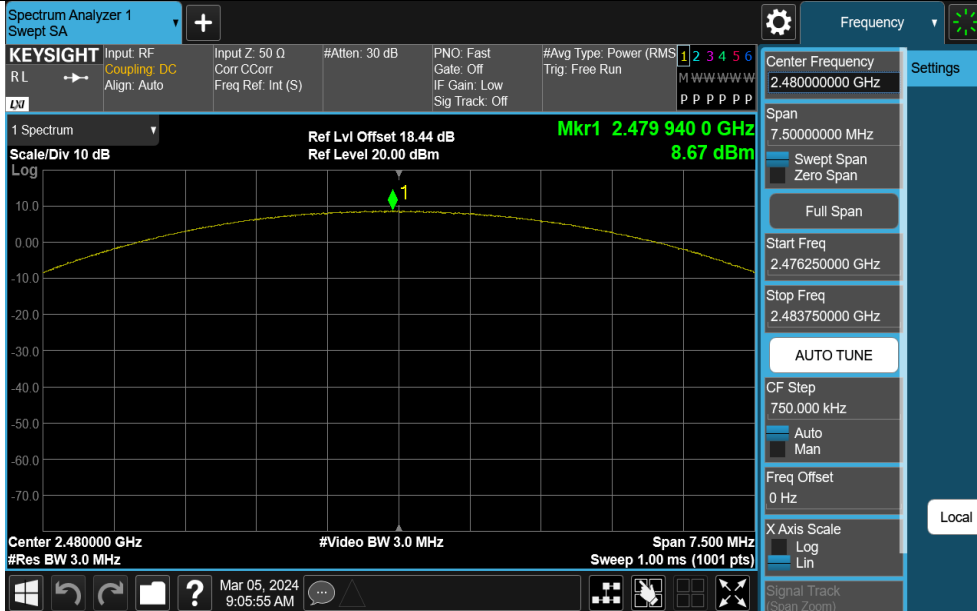 Spectrum Analyzer 1
Swept SA
Frequency
KEYSIGHT
RL
LXI
Input: RF
Coupling: DC
Align: Auto
Input Z: 50 Ω
Corr CCorr
Freq Ref: Int (S)
#Atten: 30 dB
PNO: Fast
Gate: Off
IF Gain: Low
Sig Track: Off
#Avg Type: Power (RMS
Trig: Free Run
1 2 3 4 5 6
M W W W W W
P P P P P P
1 Spectrum
Scale/Div 10 dB
Log
Ref Lvl Offset 18.44 dB
Ref Level 20.00 dBm
Mkr1 2.479 940 0 GHz
8.67 dBm
1
10.0
0.00
-10.0
-20.0
-30.0
-40.0
-50.0
-60.0
-70.0
Center 2.480000 GHz
#Res BW 3.0 MHz
#Video BW 3.0 MHz
Span 7.500 MHz
Sweep 1.00 ms (1001 pts)
Center Frequency
2.480000000 GHz
Span
7.50000000 MHz
Swept Span
Zero Span
Full Span
Start Freq
2.476250000 GHz
Stop Freq
2.483750000 GHz
AUTO TUNE
CF Step
750.000 kHz
Auto
Man
Freq Offset
0 Hz
X Axis Scale
Log
Lin
Signal Track
(Span Zoom)
Settings
Local
?
Mar 05, 2024
9:05:55 AM